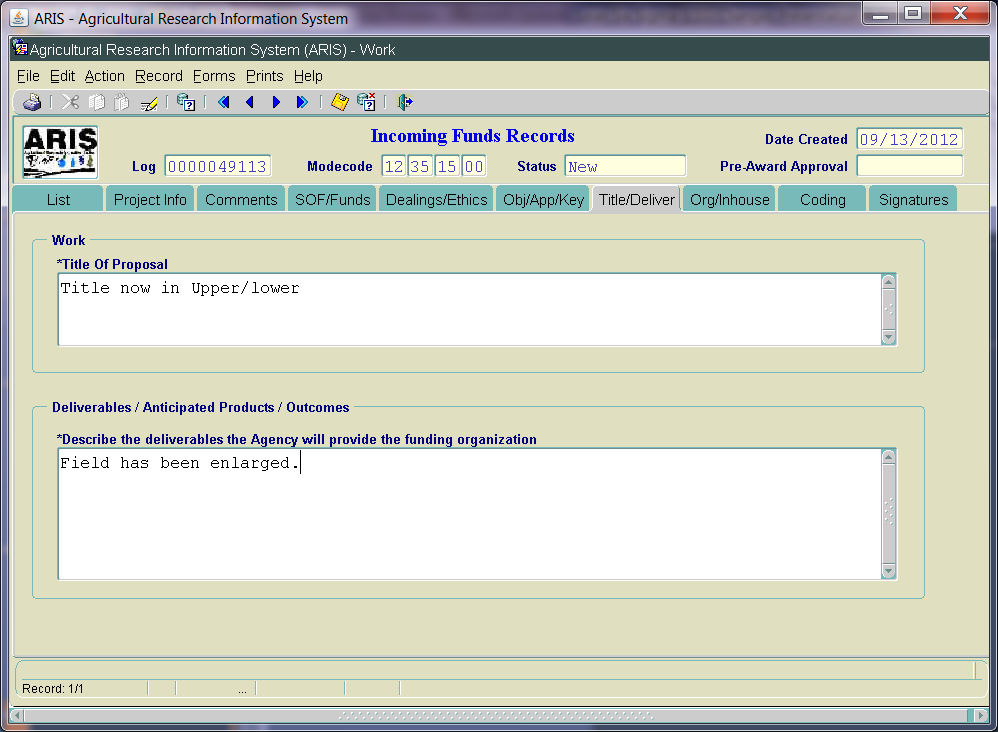 ARIS - Agricultural Research Information System
Agricultural Research Information System (ARIS) - Work
File Edit Action Record Forms Prints Help
ARIS
Incoming Funds Records
Date Created 09/13/2012
Log 0000049113 Modecode 12 35 15 00 Status New Pre-Award Approval
List Project Info Comments SOF/Funds Dealings/Ethics Obj/App/Key Title/Deliver Org/Inhouse Coding Signatures
Work
*Title Of Proposal
Title now in Upper/lower
Deliverables / Anticipated Products / Outcomes
*Describe the deliverables the Agency will provide the funding organization
Field has been enlarged.
Record: 1/1 ...